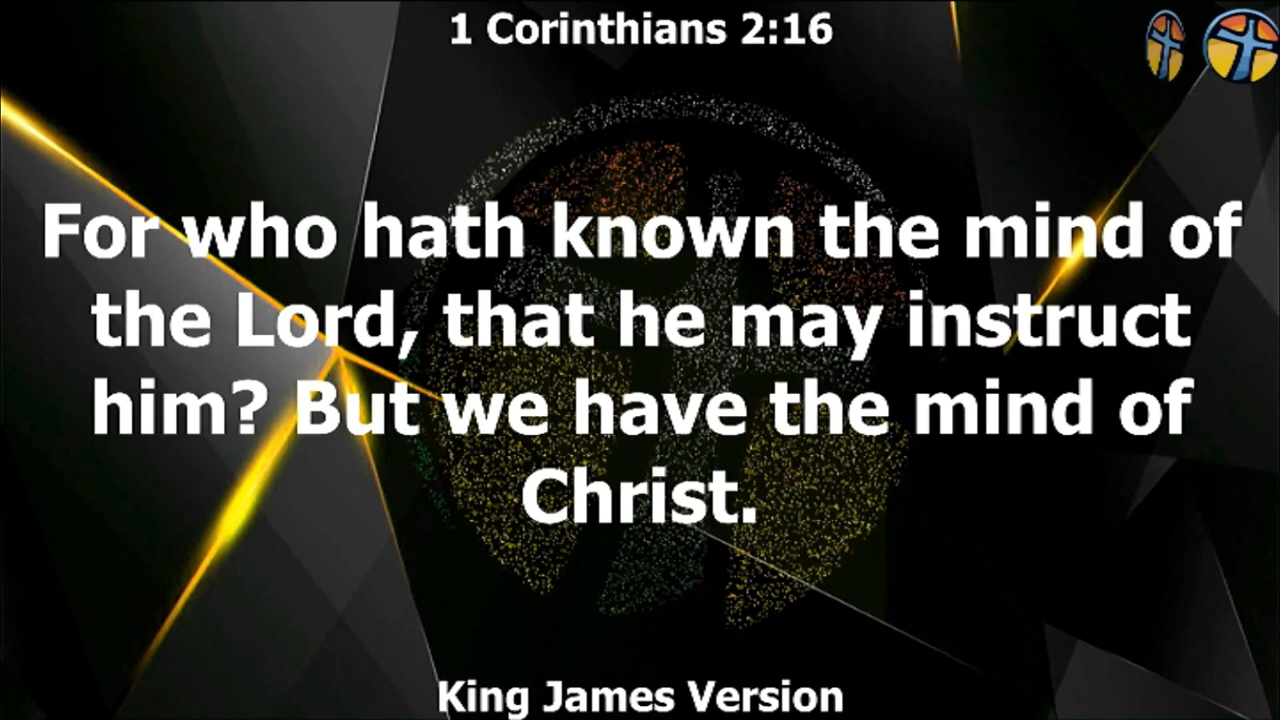 1 Corinthians 2:16
For who hath known the mind of
the Lord, that he may instruct
him? But we have the mind of
Christ.
King James Version